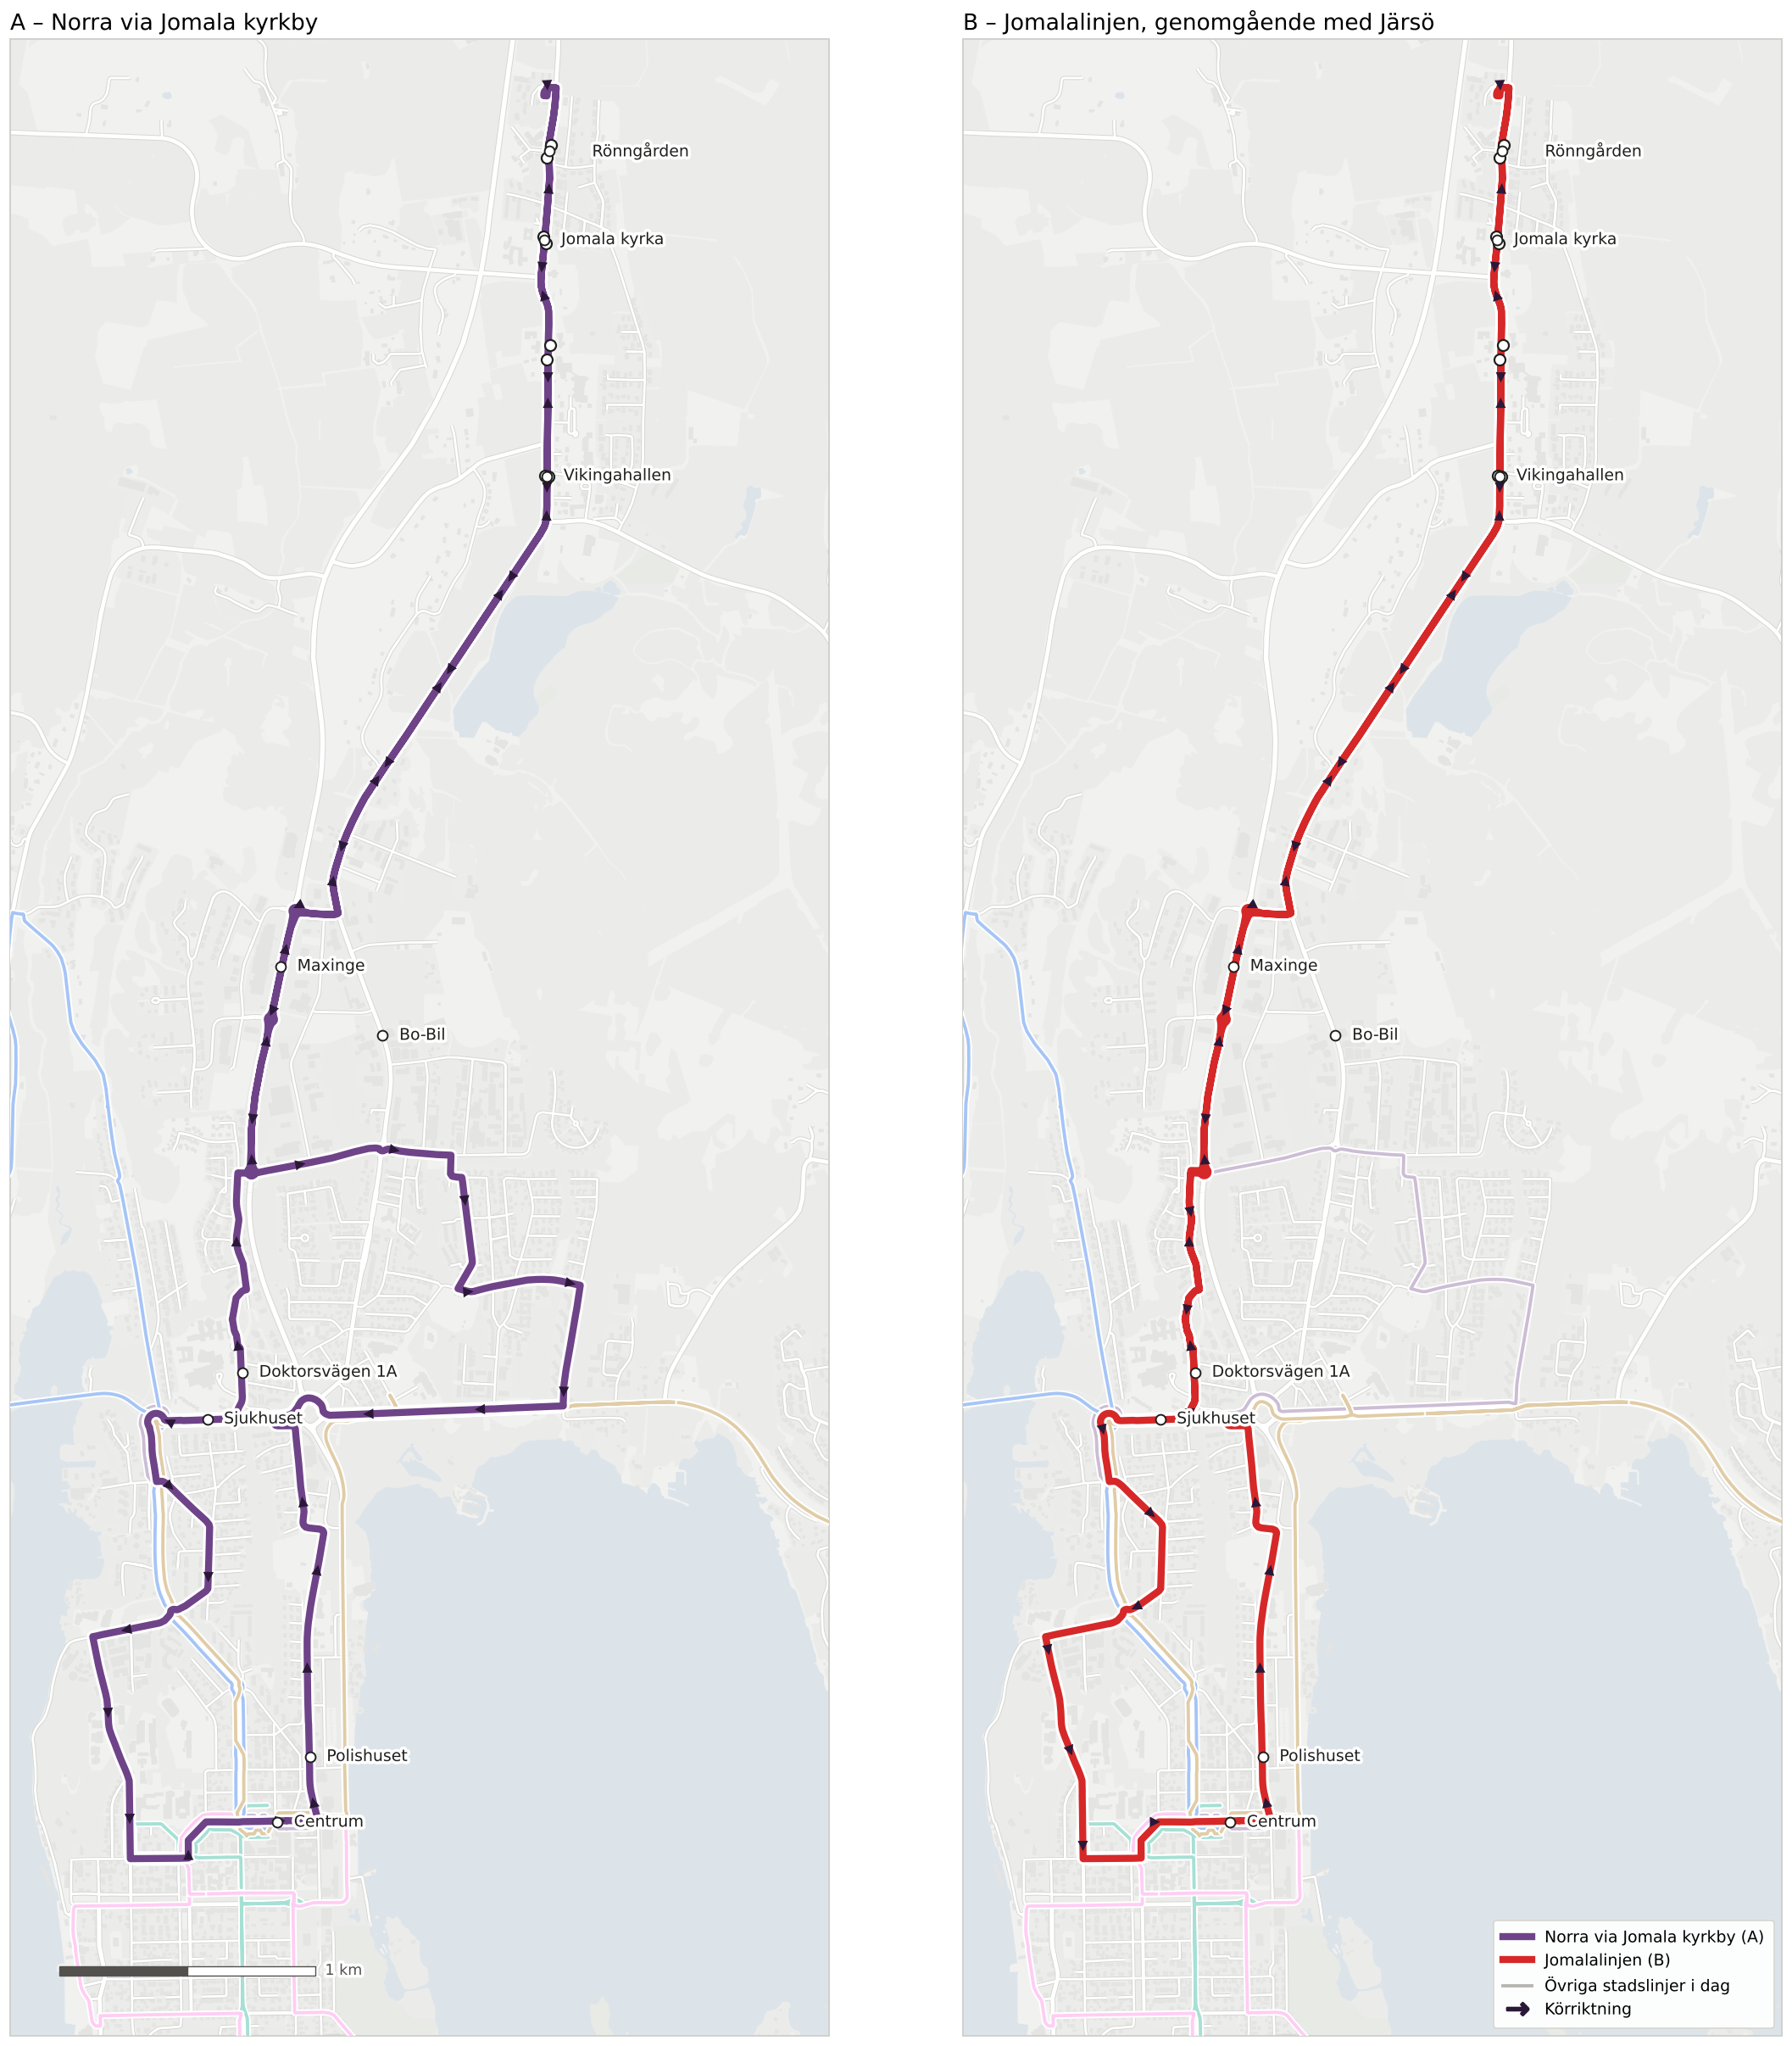 A – Norra via Jomala kyrkby
Rönngården
Jomala kyrka
Vikingahallen
Maxinge
Bo-Bil
Doktorsvägen 1A
Sjukhuset
Polishuset
Centrum
1 km
B – Jomalalinjen, genomgående med Järsö
Rönngården
Jomala kyrka
Vikingahallen
Maxinge
Bo-Bil
Doktorsvägen 1A
Sjukhuset
Polishuset
Centrum
Norra via Jomala kyrkby (A)
Jomalalinjen (B)
Övriga stadslinjer i dag
Körriktning